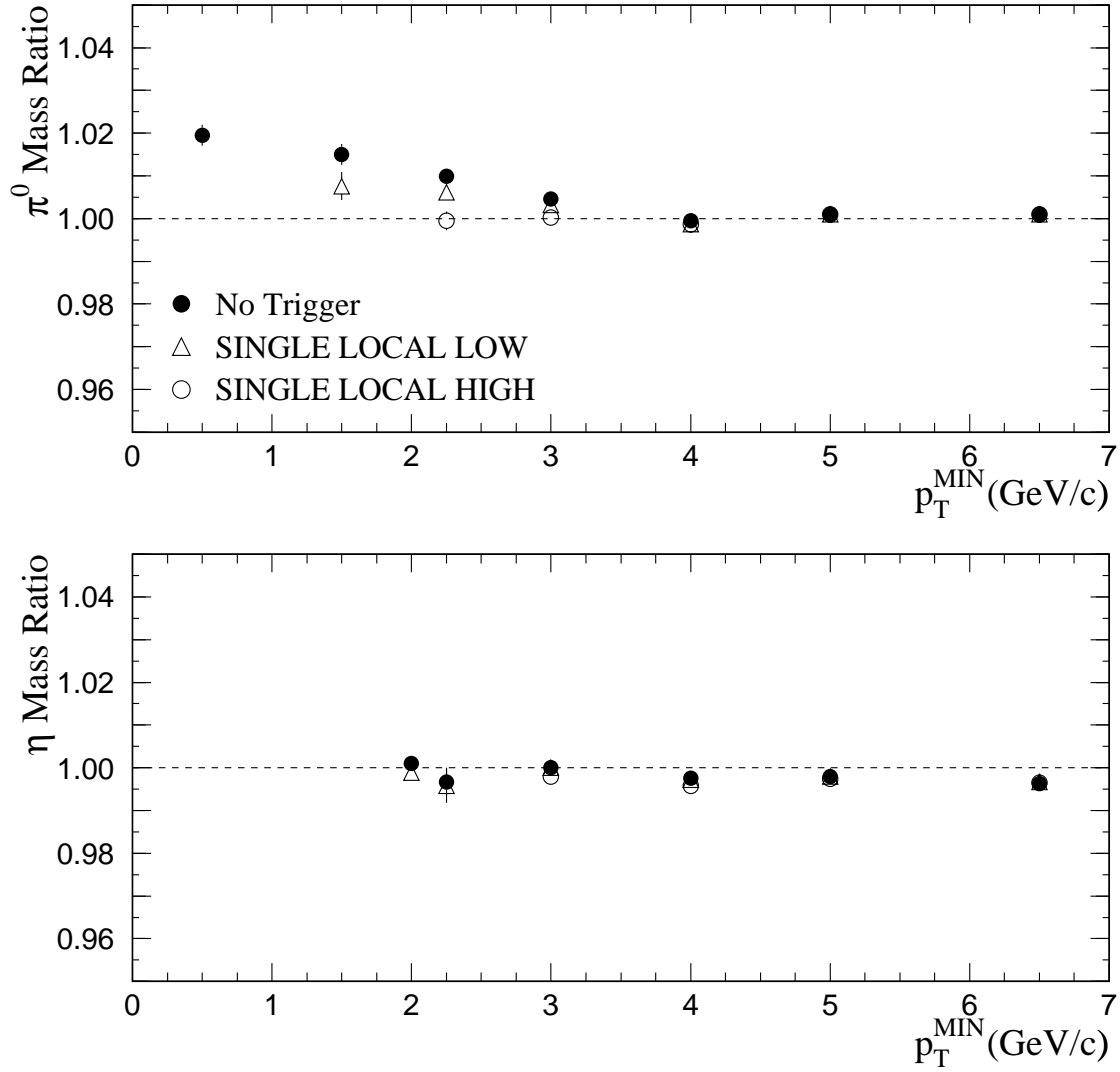 π⁰ Mass Ratio
1.04
1.02
1.00
0.98
0.96
No Trigger
SINGLE LOCAL LOW
SINGLE LOCAL HIGH
0 1 2 3 4 5 6 7
p_T^MIN (GeV/c)
η Mass Ratio
1.04
1.02
1.00
0.98
0.96
0 1 2 3 4 5 6 7
p_T^MIN (GeV/c)